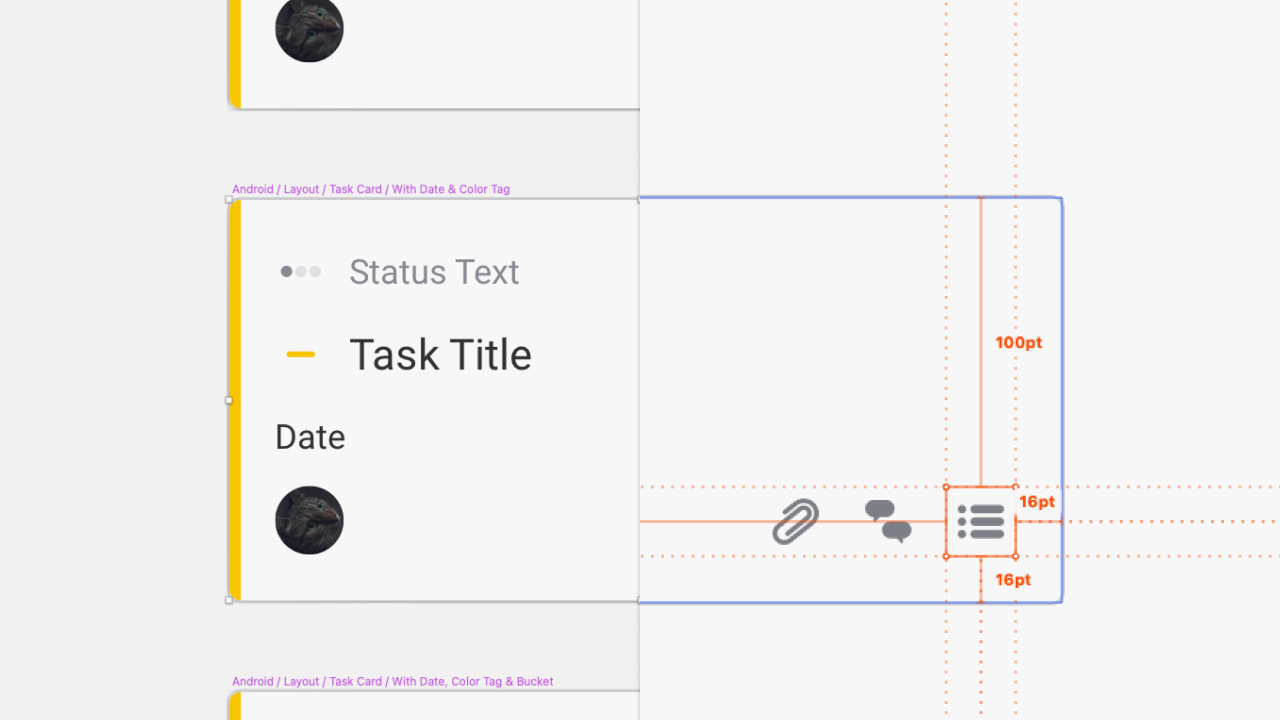 Android / Layout / Task Card / With Date & Color Tag
Status Text
100pt
Task Title
Date
16pt
16pt
Android / Layout / Task Card / With Date, Color Tag & Bucket